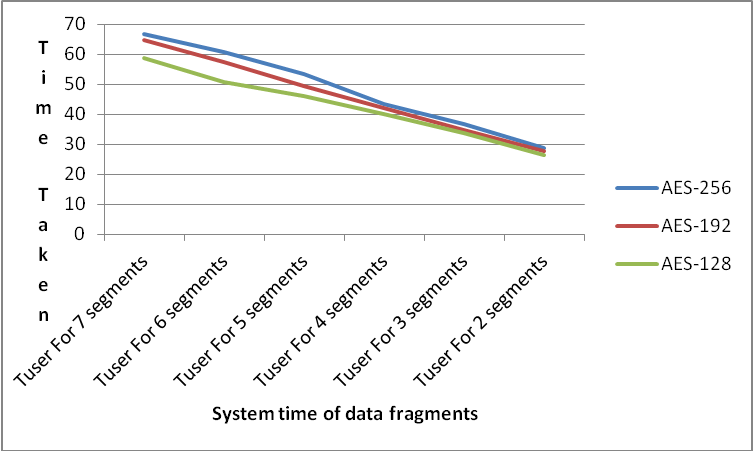 70
60
50
40
30
20
10
0
Time Taken
Tuser For 7 segments
Tuser For 6 segments
Tuser For 5 segments
Tuser For 4 segments
Tuser For 3 segments
Tuser For 2 segments
System time of data fragments
AES-256
AES-192
AES-128